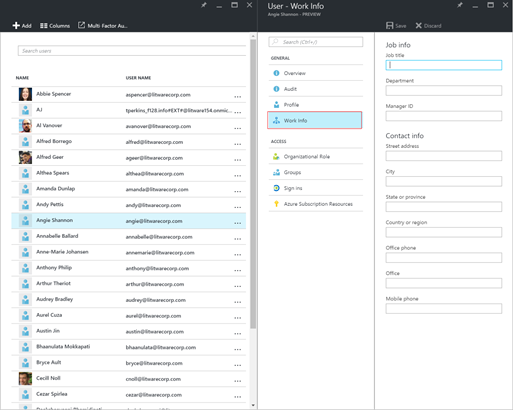 Add
Columns
Multi Factor Au...
Search users
NAME
USER NAME
Abbie Spencer
aspencer@litwarecorp.com
...
AJ
tperkins_f128.info#EXT#@litware154.onmic...
...
Al Vanover
avanover@litwarecorp.com
...
Alfred Borrego
alfred@litwarecorp.com
...
Alfred Geer
ageer@litwarecorp.com
...
Althea Spears
althea@litwarecorp.com
...
Amanda Dunlap
amanda@litwarecorp.com
...
Andy Pettis
andy@litwarecorp.com
...
Angie Shannon
angie@litwarecorp.com
...
Annabelle Ballard
annabelle@litwarecorp.com
...
Anne-Marie Johansen
annemarie@litwarecorp.com
...
Anthony Philip
anthony@litwarecorp.com
...
Arthur Theriot
arthur@litwarecorp.com
...
Audrey Bradley
audrey@litwarecorp.com
...
Aurel Cuza
aurel@litwarecorp.com
...
Austin Jin
austin@litwarecorp.com
...
Bhaanulata Mokkapati
bhaanulata@litwarecorp.com
...
Bryce Ault
bryce@litwarecorp.com
...
Cecill Null
cnoll@litwarecorp.com
...
Cezar Spirlea
cezar@litwarecorp.com
...
User - Work Info
Angie Shannon - PREVIEW
Search (Ctrl+/)
GENERAL
Overview
Audit
Profile
Work Info
ACCESS
Organizational Role
Groups
Sign ins
Azure Subscription Resources
Save
Discard
Job info
Job title
Department
Manager ID
Contact info
Street address
City
State or province
Country or region
Office phone
Office
Mobile phone